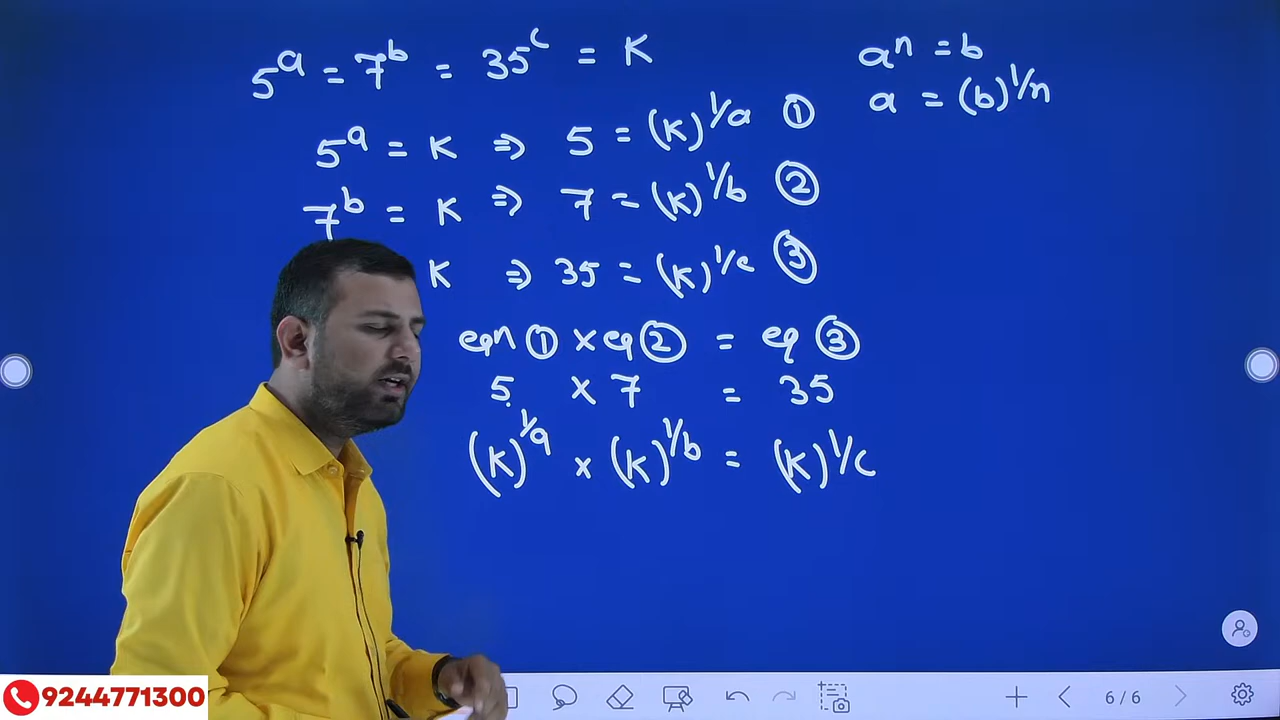 5^a = 7^b = 35^c = K
a^n = b
a = (b)^1/n
5^a = K ⇒ 5 = (K)^1/a ①
7^b = K ⇒ 7 = (K)^1/b ②
K ⇒ 35 = (K)^1/c ③
eqn ① × eq ② = eq ③
5 × 7 = 35
(K)^1/a × (K)^1/b = (K)^1/c
6/6
9244771300